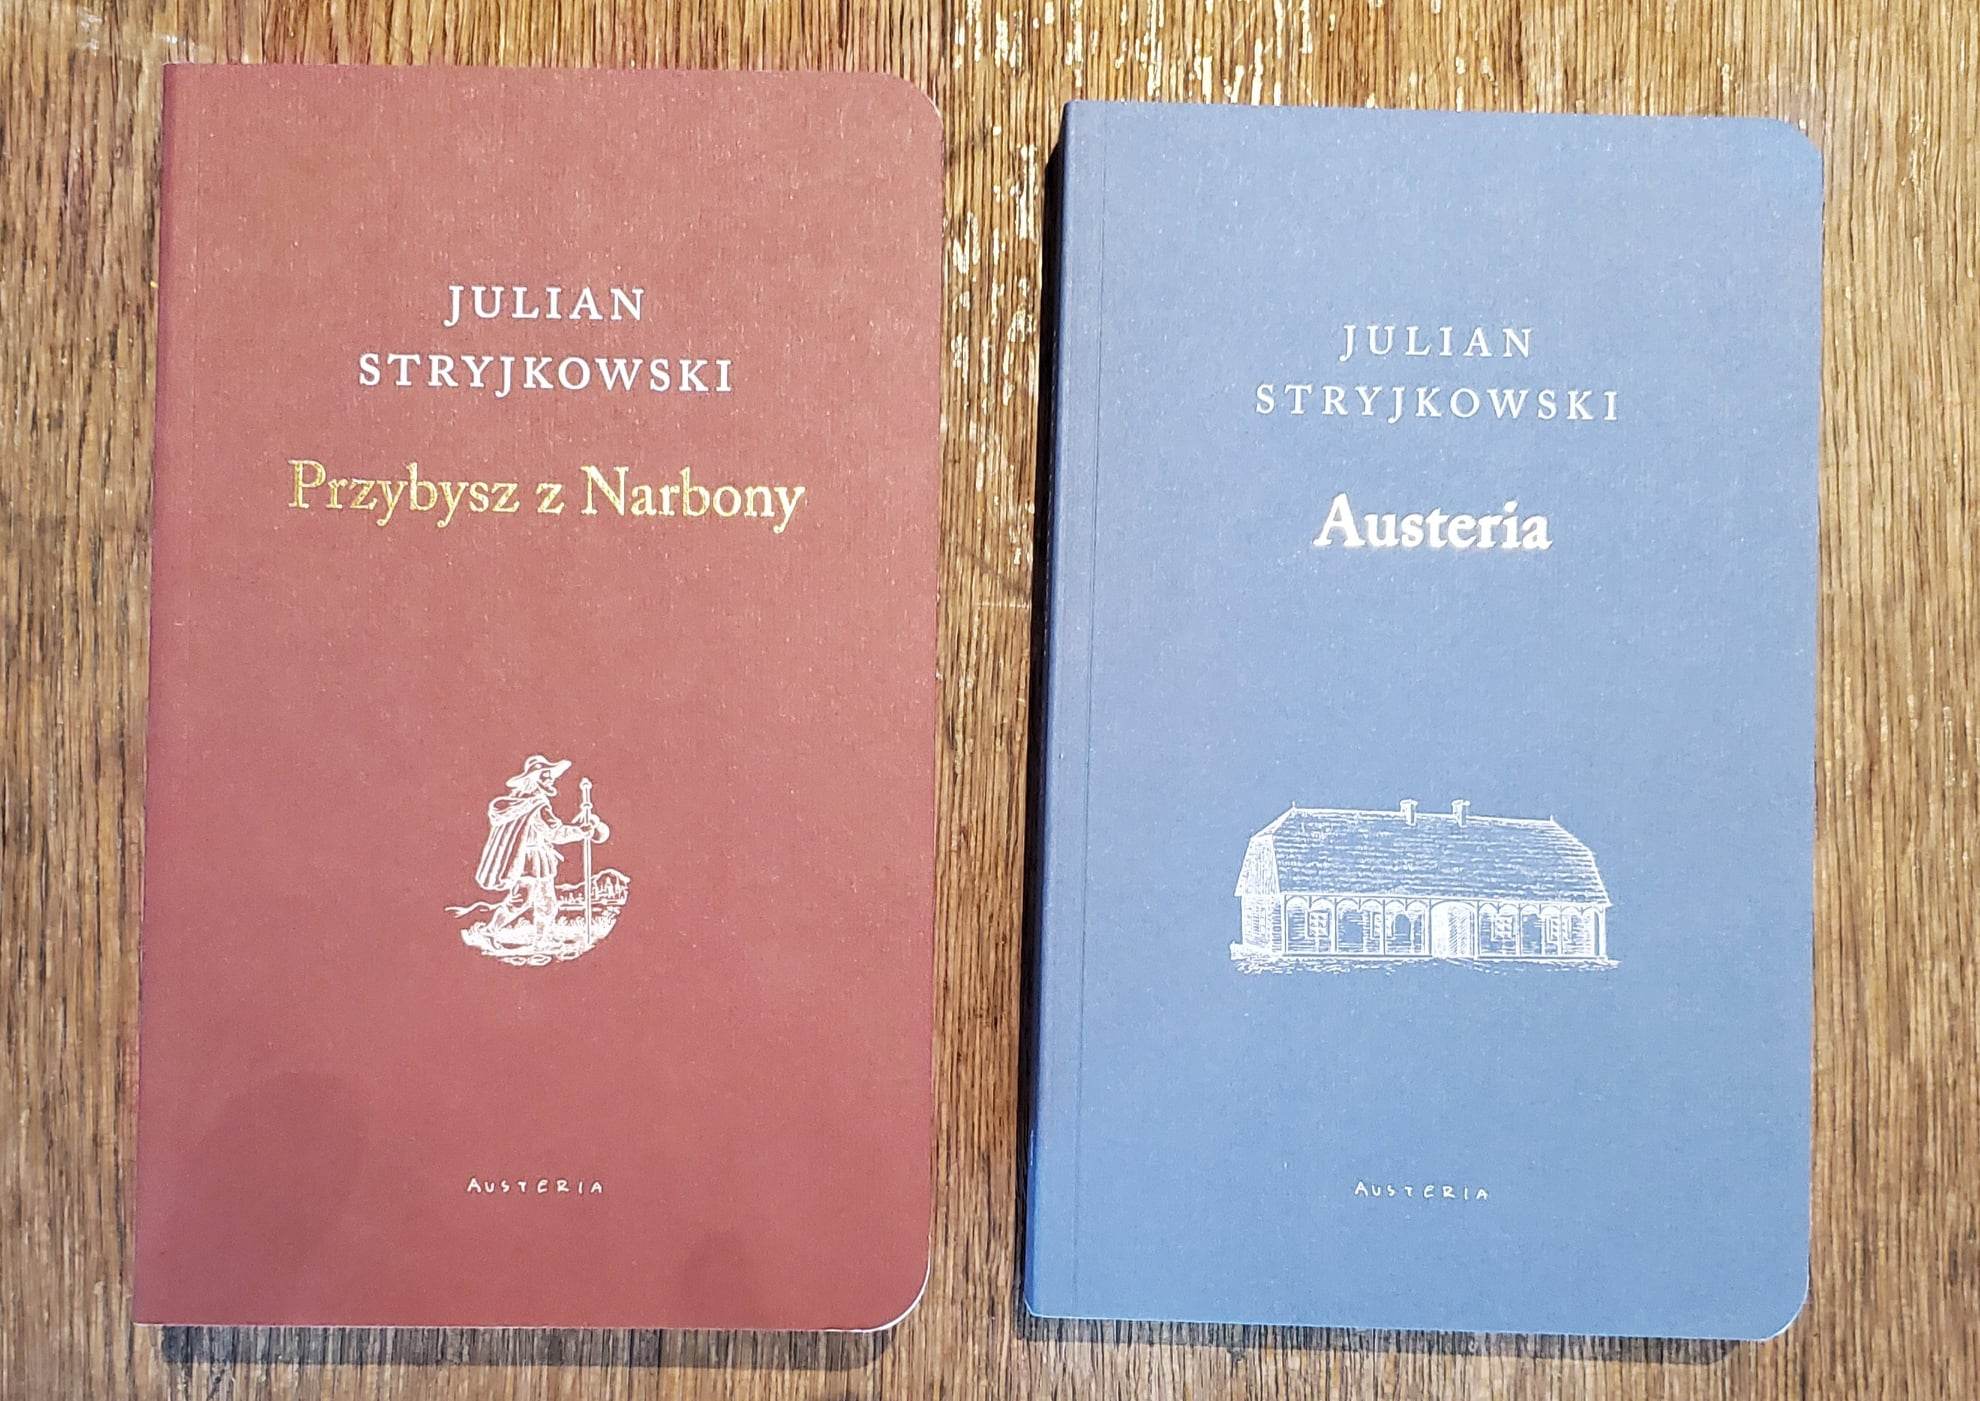 JULIAN
STRYJKOWSKI
Przybysz z Narbony
AUSTERIA
JULIAN
STRYJKOWSKI
Austeria
AUSTERIA